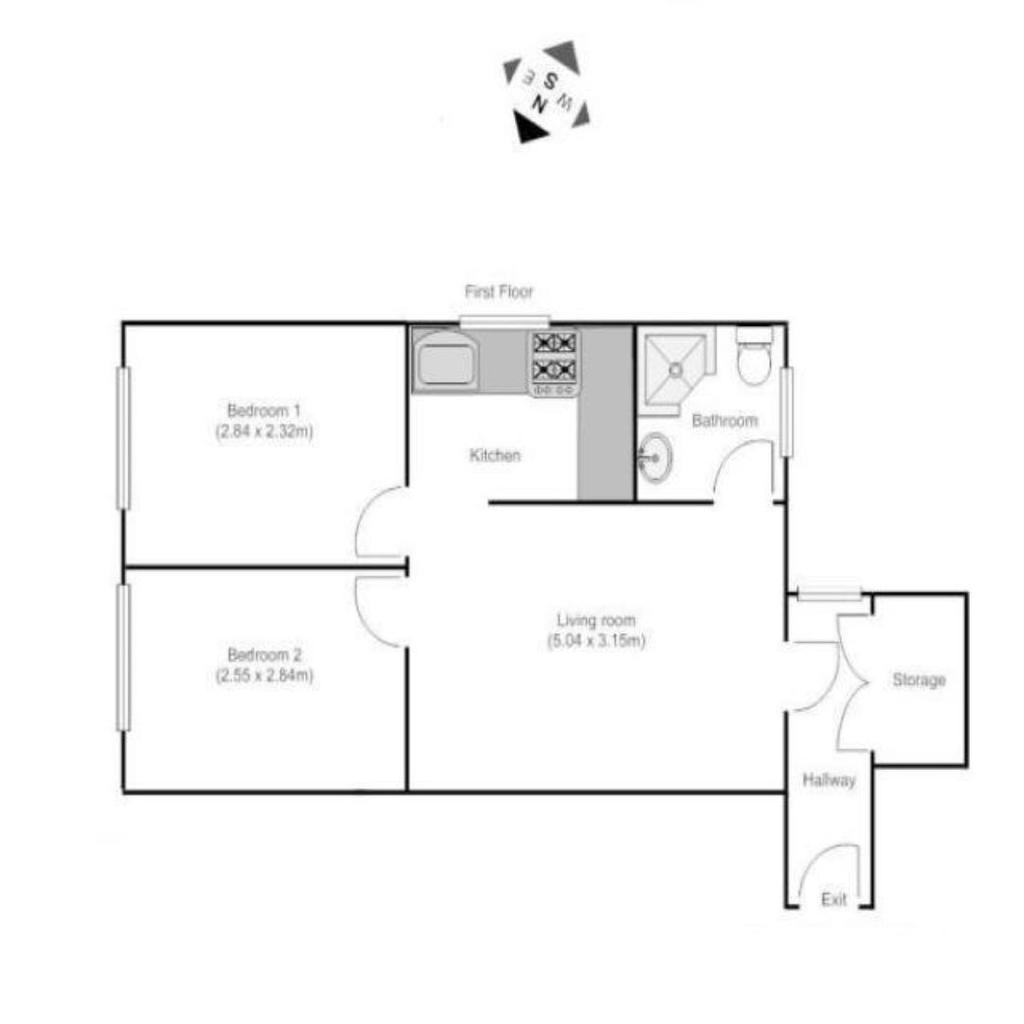 E
S
N
W
First Floor
Bedroom 1
(2.84 x 2.32m)
Kitchen
Bathroom
Living room
(5.04 x 3.15m)
Bedroom 2
(2.55 x 2.84m)
Storage
Hallway
Exit